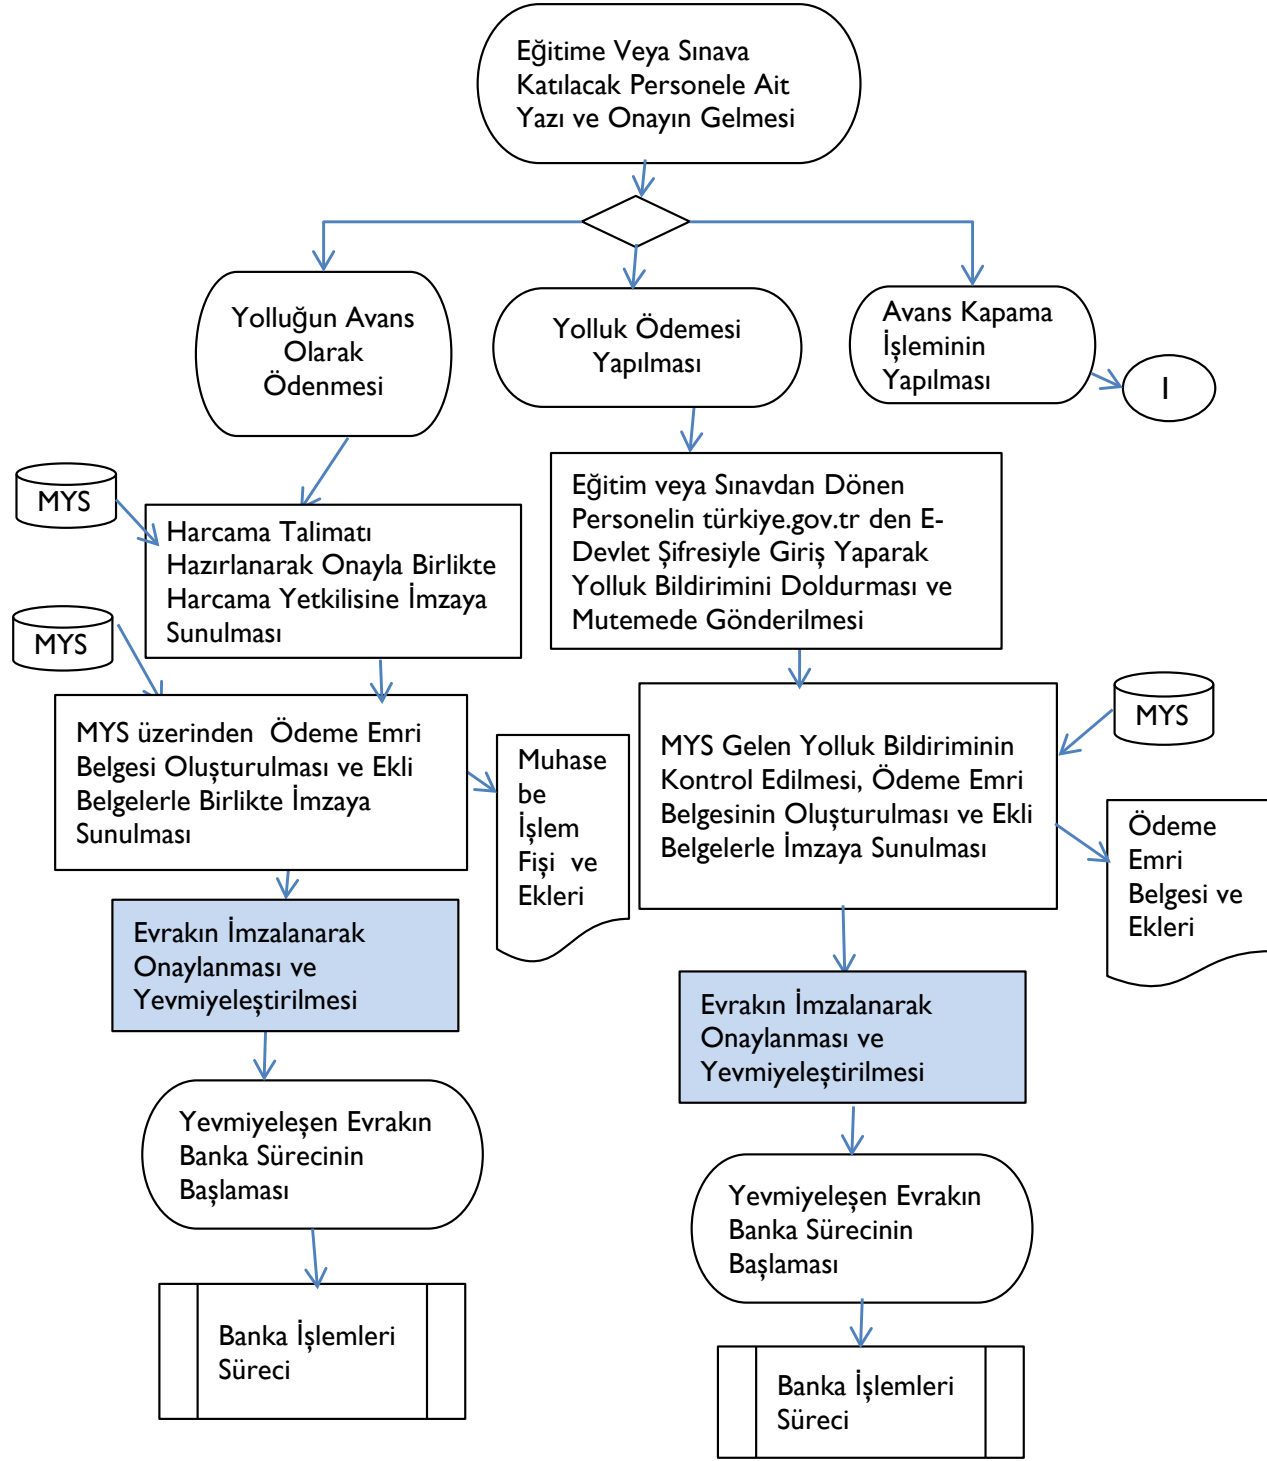 Eğitime Veya Sınava
Katılacak Personele Ait
Yazı ve Onayın Gelmesi
Yolluğun Avans
Olarak
Ödenmesi
Yolluk Ödemesi
Yapılması
Avans Kapama
İşleminin
Yapılması
I
MYS
Harcama Talimatı
Hazırlanarak Onayla Birlikte
Harcama Yetkilisine İmzaya
Sunulması
Eğitim veya Sınavdan Dönen
Personelin türkiye.gov.tr den E-
Devlet Şifresiyle Giriş Yaparak
Yolluk Bildirimini Doldurması ve
Mutemede Gönderilmesi
MYS
MYS üzerinden  Ödeme Emri
Belgesi Oluşturulması ve Ekli
Belgelerle Birlikte İmzaya
Sunulması
Muhase
be
İşlem
Fişi  ve
Ekleri
MYS Gelen Yolluk Bildiriminin
Kontrol Edilmesi, Ödeme Emri
Belgesinin Oluşturulması ve Ekli
Belgelerle İmzaya Sunulması
MYS
Ödeme
Emri
Belgesi ve
Ekleri
Evrakın İmzalanarak
Onaylanması ve
Yevmiyeleştirilmesi
Evrakın İmzalanarak
Onaylanması ve
Yevmiyeleştirilmesi
Yevmiyeleşen Evrakın
Banka Sürecinin
Başlaması
Yevmiyeleşen Evrakın
Banka Sürecinin
Başlaması
Banka İşlemleri
Süreci
Banka İşlemleri
Süreci